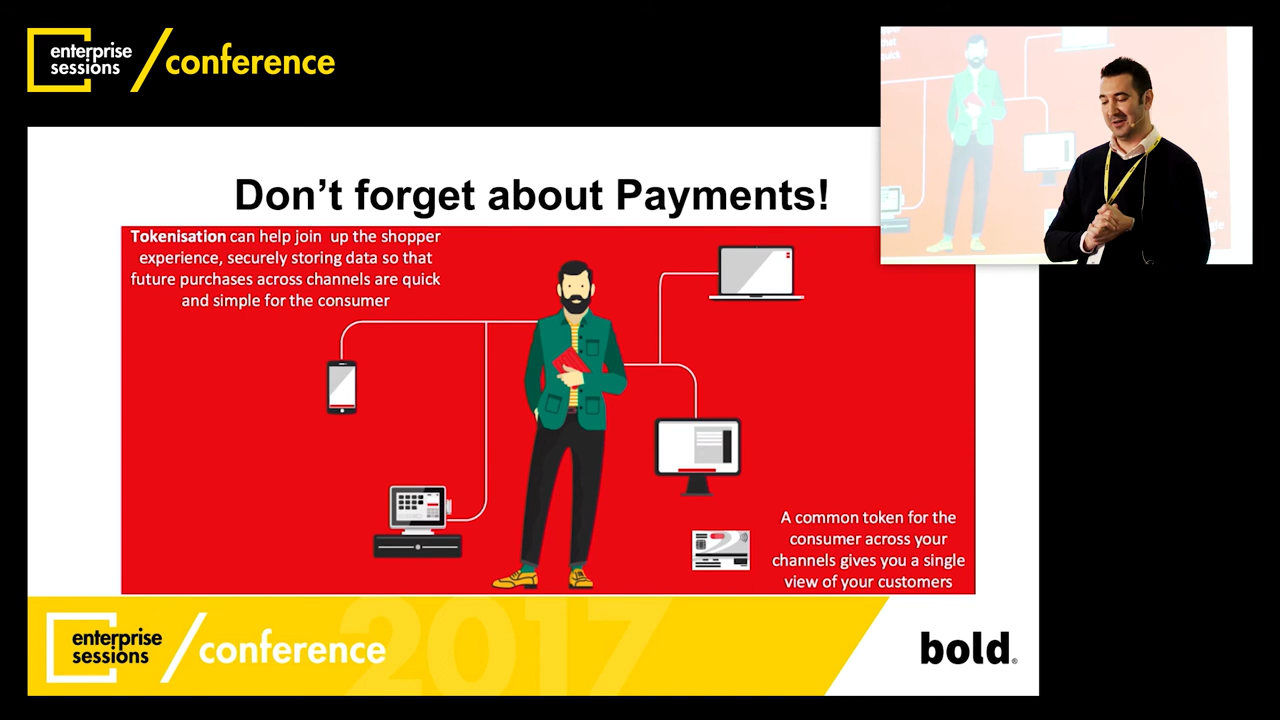 enterprise
sessions
conference
Don’t forget about Payments!
Tokenisation can help join up the shopper
experience, securely storing data so that
future purchases across channels are quick
and simple for the consumer
A common token for the
consumer across your
channels gives you a single
view of your customers
2017
enterprise
sessions
conference
bold®